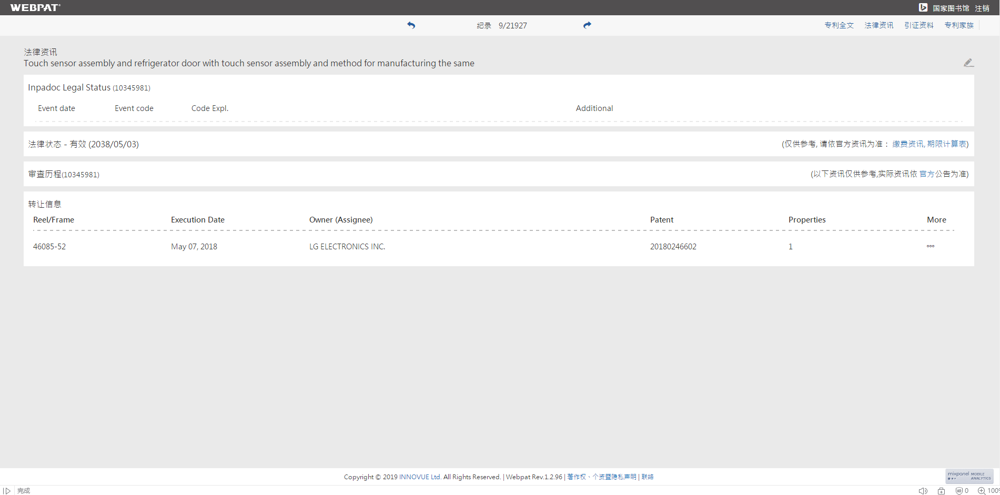 WEBPAT® 国家图书馆 注销
纪录 9/21927 专利全文 法律资讯 引证资料 专利家族
法律资讯
Touch sensor assembly and refrigerator door with touch sensor assembly and method for manufacturing the same
Inpadoc Legal Status (10345981)
Event date Event code Code Expl. Additional
法律状态 - 有效 (2038/05/03) (仅供参考, 请依官方资讯为准： 缴费资讯, 期限计算表)
审查历程(10345981) (以下资讯仅供参考,实际资讯依 官方公告为准)
转让信息
Reel/Frame Execution Date Owner (Assignee) Patent Properties More
46085-52 May 07, 2018 LG ELECTRONICS INC. 20180246602 1
Copyright © 2019 INNOVUE Ltd. All Rights Reserved. | Webpat Rev.1.2.96 | 著作权、个资暨隐私声明 | 联络
mixpanel MOBILE ANALYTICS
完成 AD 0 100%